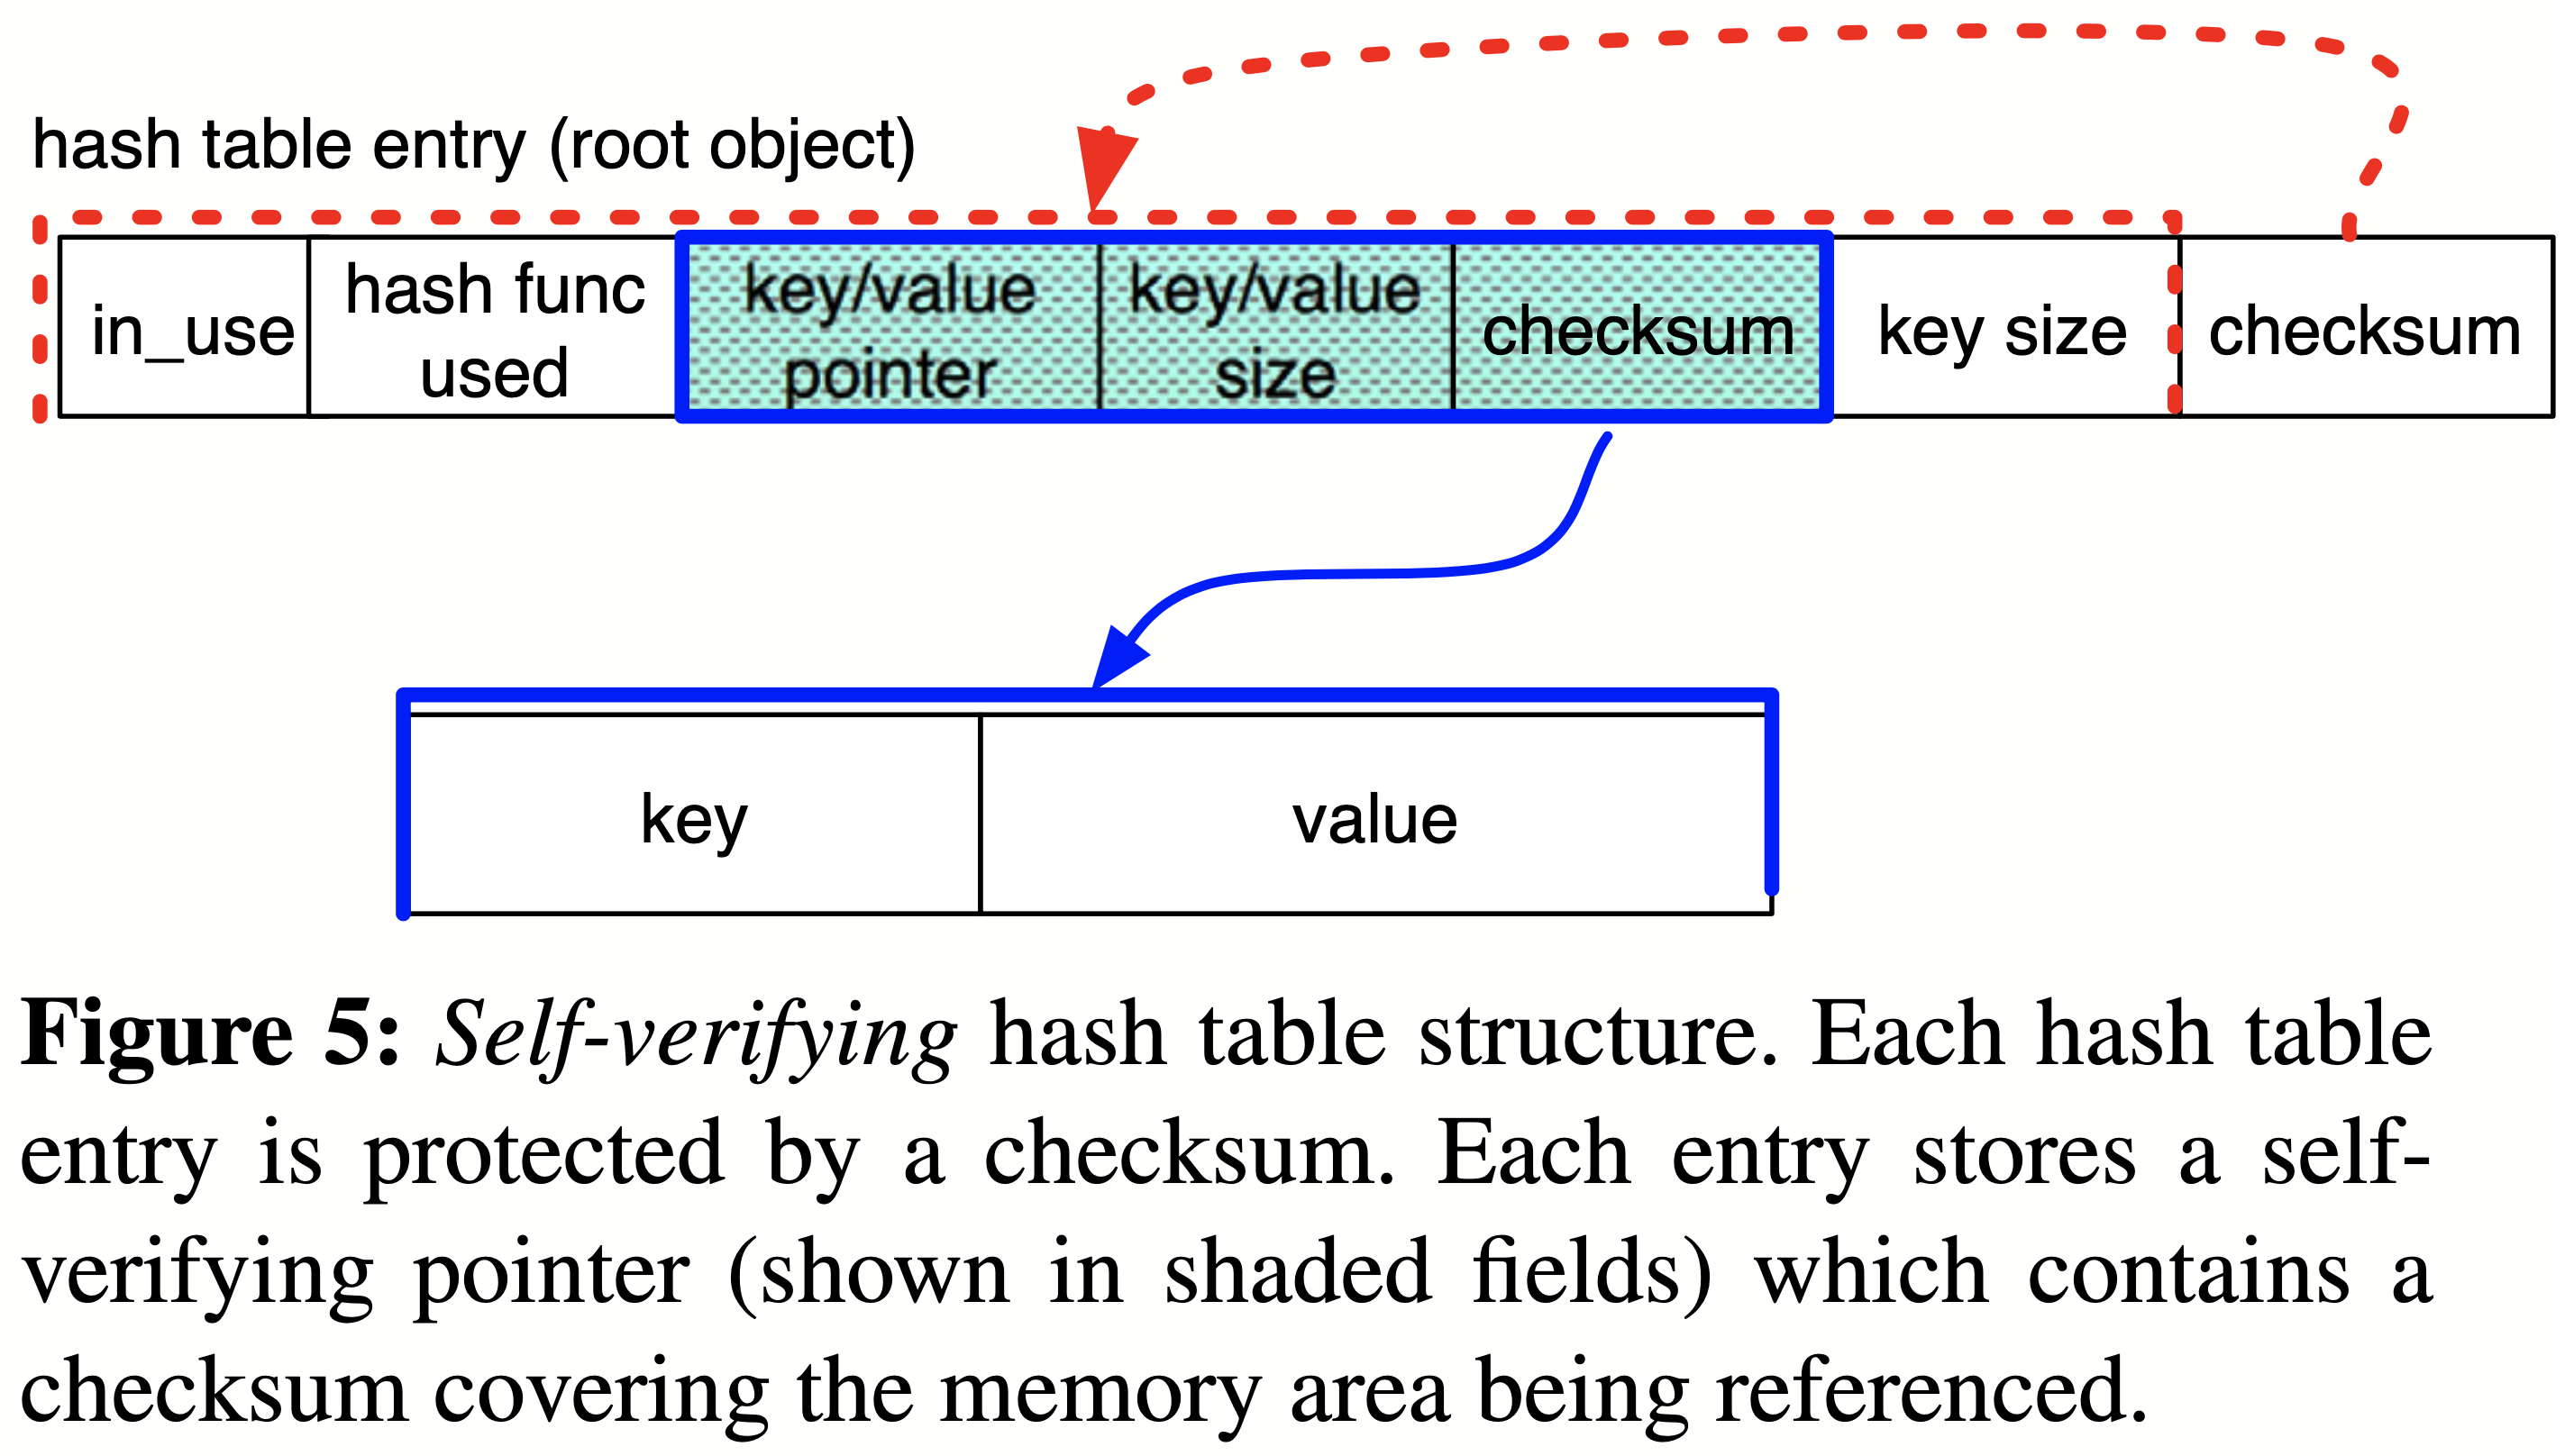 hash table entry (root object)
in_use
hash func
used
key/value
pointer
key/value
size
checksum
key size
checksum
key
value
Figure 5: Self-verifying hash table structure. Each hash table
entry is protected by a checksum. Each entry stores a self-
verifying pointer (shown in shaded fields) which contains a
checksum covering the memory area being referenced.